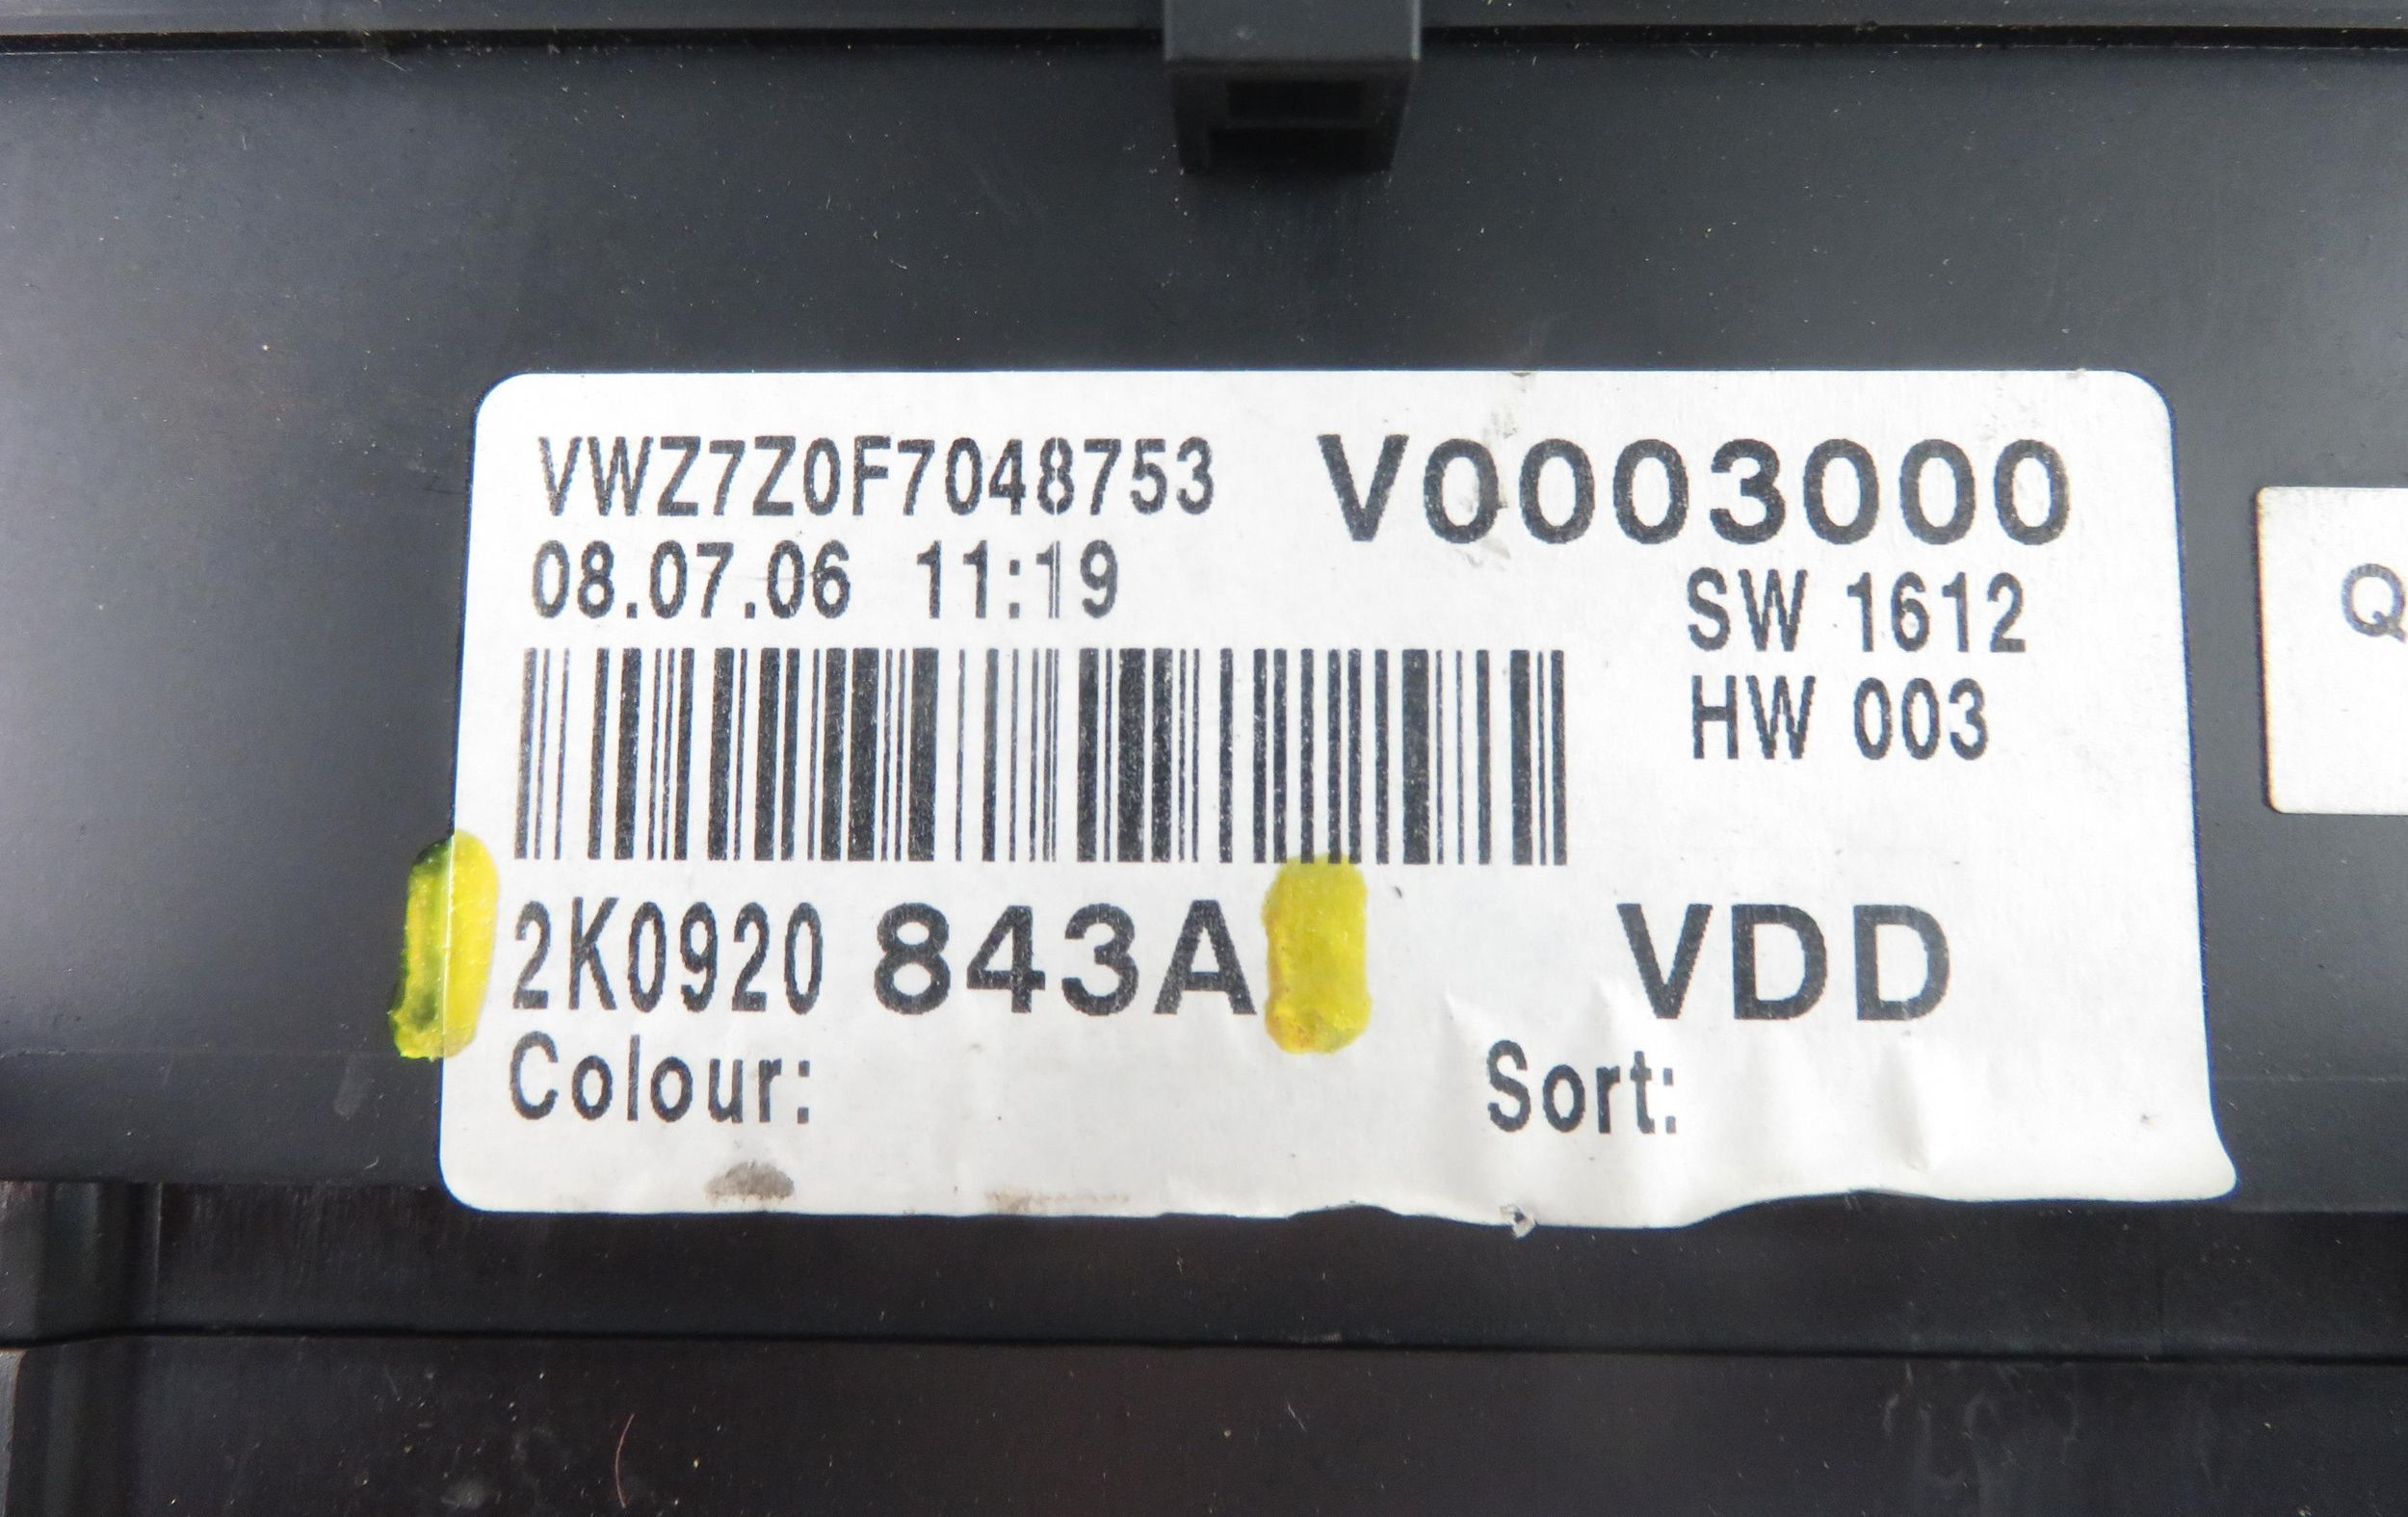 VWZ7Z0F7048753 V0003000
08.07.06 11:19 SW 1612
HW 003
2K0920 843A VDD
Colour: Sort:
Q